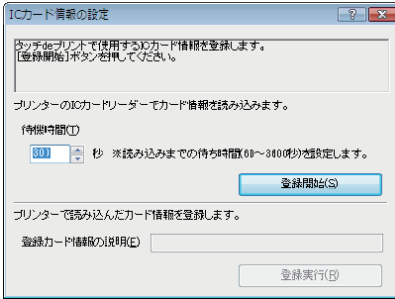 ICカード情報の設定
タッチdeプリントで使用するICカード情報を登録します。
[登録開始]ボタンを押してください。
プリンターのICカードリーダーでカード情報を読み込みます。
待機時間(T)
300 秒 ※読み込みまでの待ち時間(60～3600秒)を設定します。
登録開始(S)
プリンターで読み込んだカード情報を登録します。
登録カード情報の説明(E)
登録実行(R)